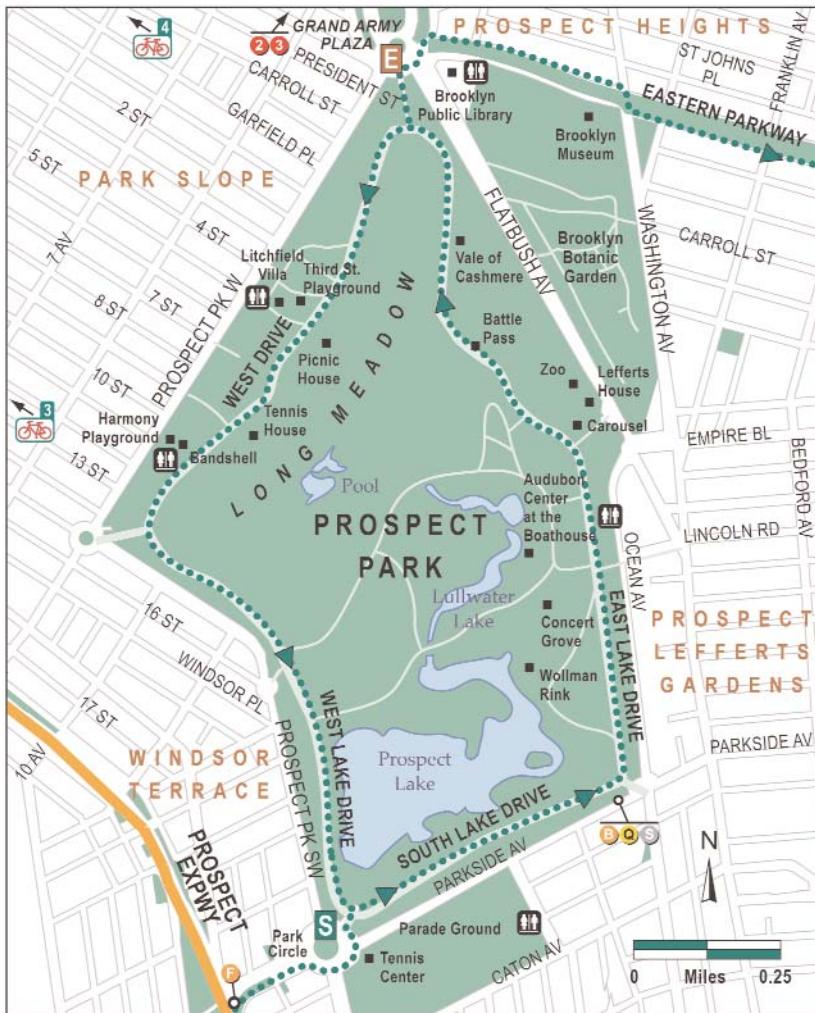 4
2 3
GRAND ARMY
PLAZA
E
PROSPECT HEIGHTS
PRESIDENT ST
CARROLL ST
GARFIELD PL
2 ST
5 ST
PARK SLOPE
4 ST
7 AV
7 ST
8 ST
10 ST
13 ST
3
Brooklyn
Public Library
ST JOHNS
PL
FRANKLIN AV
EASTERN PARKWAY
Brooklyn
Museum
FLATBUSH AV
WASHINGTON AV
CARROLL ST
Brooklyn
Botanic
Garden
Vale of
Cashmere
Litchfield
Villa
Third St.
Playground
PROSPECT PK W
WEST DRIVE
Picnic
House
LONG MEADOW
Battle
Pass
Zoo
Lefferts
House
Carousel
Harmony
Playground
Bandshell
Tennis
House
Pool
EMPIRE BL
BEDFORD AV
Audubon
Center
at the
Boathouse
LINCOLN RD
OCEAN AV
PROSPECT
PARK
Lullwater
Lake
Concert
Grove
EAST LAKE DRIVE
PROSPECT
LEFFERTS
GARDENS
Wollman
Rink
16 ST
WINDSOR PL
17 ST
10 AV
WINDSOR
TERRACE
PROSPECT PK SW
WEST LAKE DRIVE
Prospect
Lake
PARKSIDE AV
SOUTH LAKE DRIVE
PARKSIDE AV
B Q S
N
PROSPECT
EXPWY
S
Park
Circle
Parade Ground
Tennis
Center
CATON AV
F
0 Miles 0.25